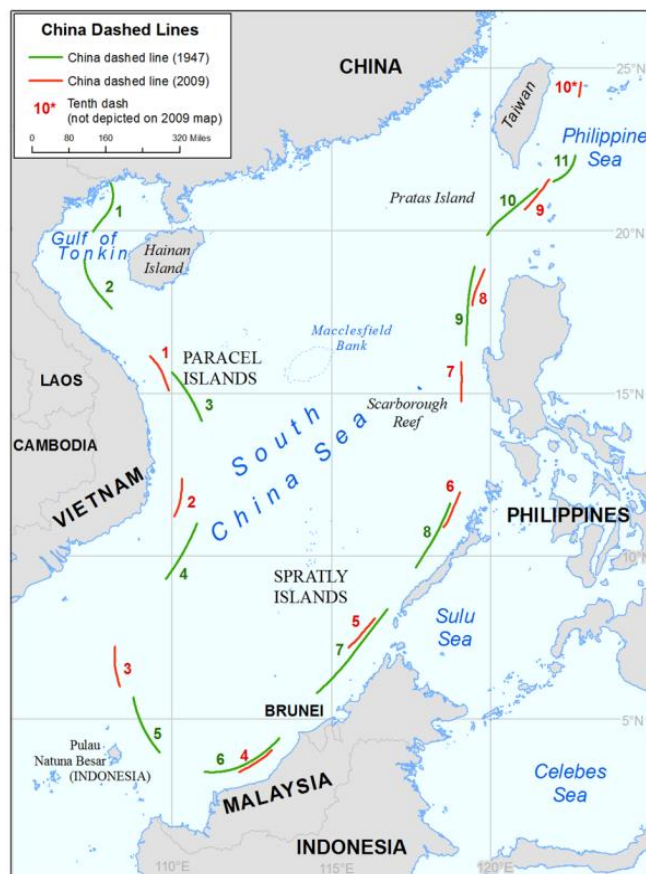 China Dashed Lines
China dashed line (1947)
China dashed line (2009)
10* Tenth dash
(not depicted on 2009 map)
0 80 160 320 Miles
CHINA
25°N
10*
Taiwan
Philippine
Sea
11
Pratas Island
10
9
1
Gulf of
Tonkin
Hainan
Island
20°N
2
8
9
Macclesfield
Bank
1
PARACEL
ISLANDS
7
LAOS
3
Scarborough
Reef
15°N
CAMBODIA
South
China Sea
VIETNAM
2
6
PHILIPPINES
8
4
10°N
SPRATLY
ISLANDS
5
Sulu
Sea
7
3
BRUNEI
5°N
5
Pulau
Natuna Besar
(INDONESIA)
6
4
MALAYSIA
Celebes
Sea
INDONESIA
110°E
115°E
120°E